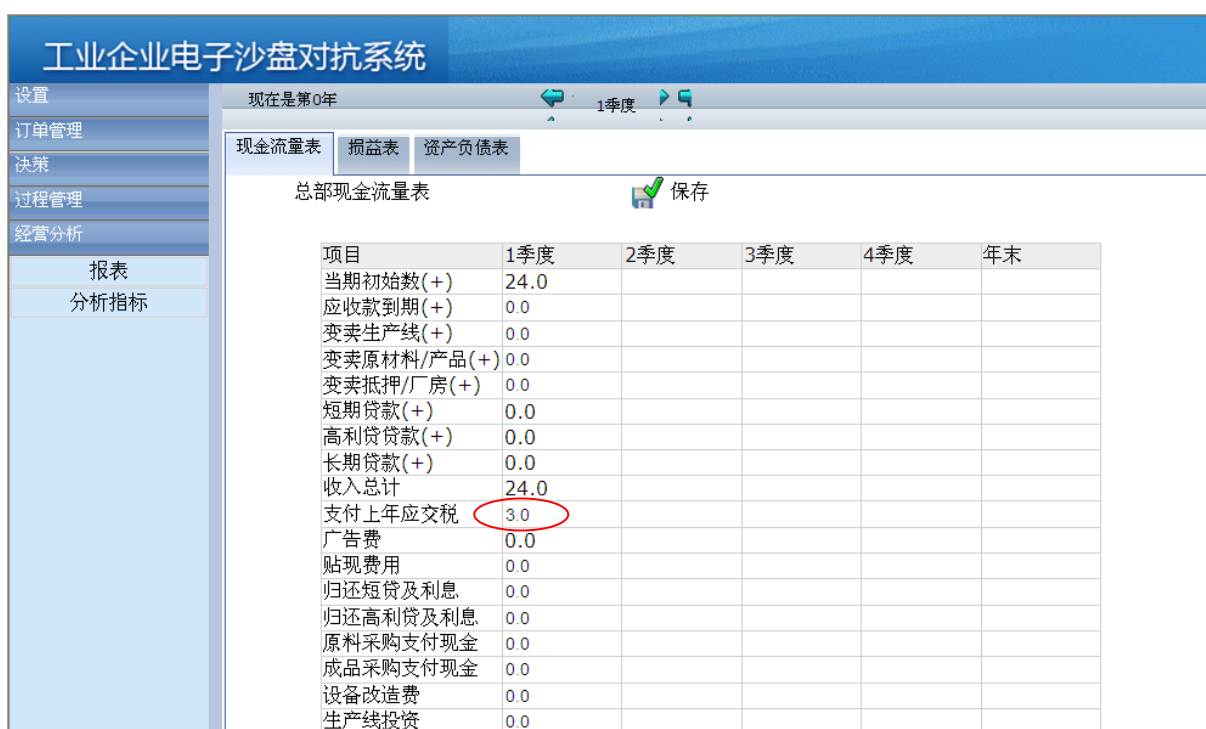 工业企业电子沙盘对抗系统
设置
订单管理
决策
过程管理
经营分析
报表
分析指标
现在是第0年 1季度
现金流量表 损益表 资产负债表
总部现金流量表 保存
项目 1季度 2季度 3季度 4季度 年末
当期初始数(+) 24.0
应收款到期(+) 0.0
变卖生产线(+) 0.0
变卖原材料/产品(+) 0.0
变卖抵押/厂房(+) 0.0
短期贷款(+) 0.0
高利贷贷款(+) 0.0
长期贷款(+) 0.0
收入总计 24.0
支付上年应交税 3.0
广告费 0.0
贴现费用 0.0
归还短贷及利息 0.0
归还高利贷及利息 0.0
原料采购支付现金 0.0
成品采购支付现金 0.0
设备改造费 0.0
生产线投资 0.0